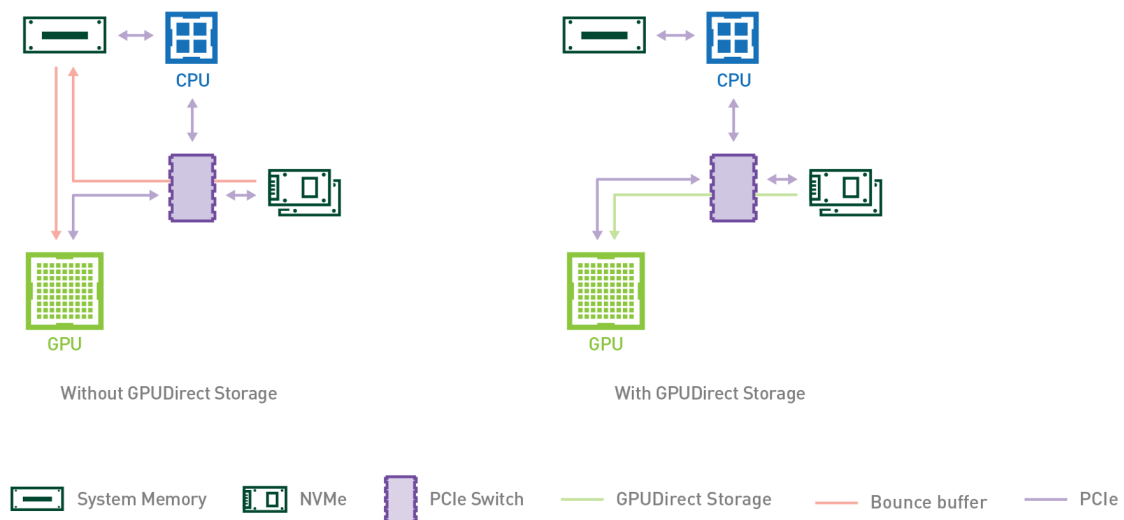 CPU
GPU
Without GPUDirect Storage
CPU
GPU
With GPUDirect Storage
System Memory
NVMe
PCIe Switch
GPUDirect Storage
Bounce buffer
PCIe